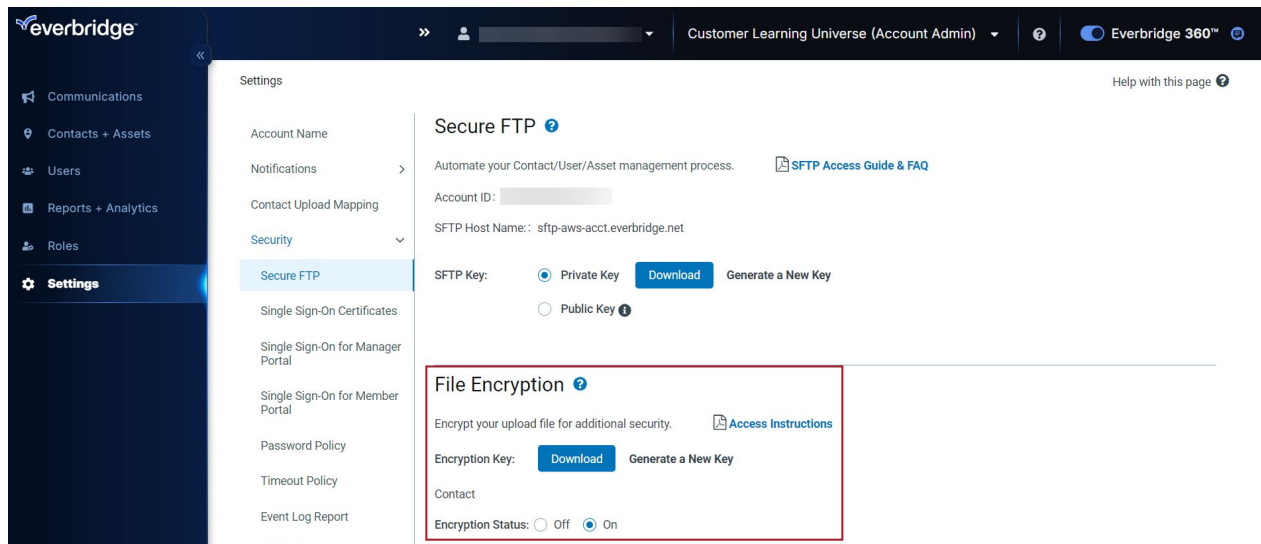 everbridge
Customer Learning Universe (Account Admin)
Everbridge 360™
Communications
Contacts + Assets
Users
Reports + Analytics
Roles
Settings
Settings
Help with this page
Account Name
Notifications
Contact Upload Mapping
Security
Secure FTP
Single Sign-On Certificates
Single Sign-On for Manager
Portal
Single Sign-On for Member
Portal
Password Policy
Timeout Policy
Event Log Report
Secure FTP
Automate your Contact/User/Asset management process. SFTP Access Guide & FAQ
Account ID:
SFTP Host Name:: sftp-aws-acct.everbridge.net
SFTP Key: Private Key Download Generate a New Key
Public Key
File Encryption
Encrypt your upload file for additional security. Access Instructions
Encryption Key: Download Generate a New Key
Contact
Encryption Status: Off On